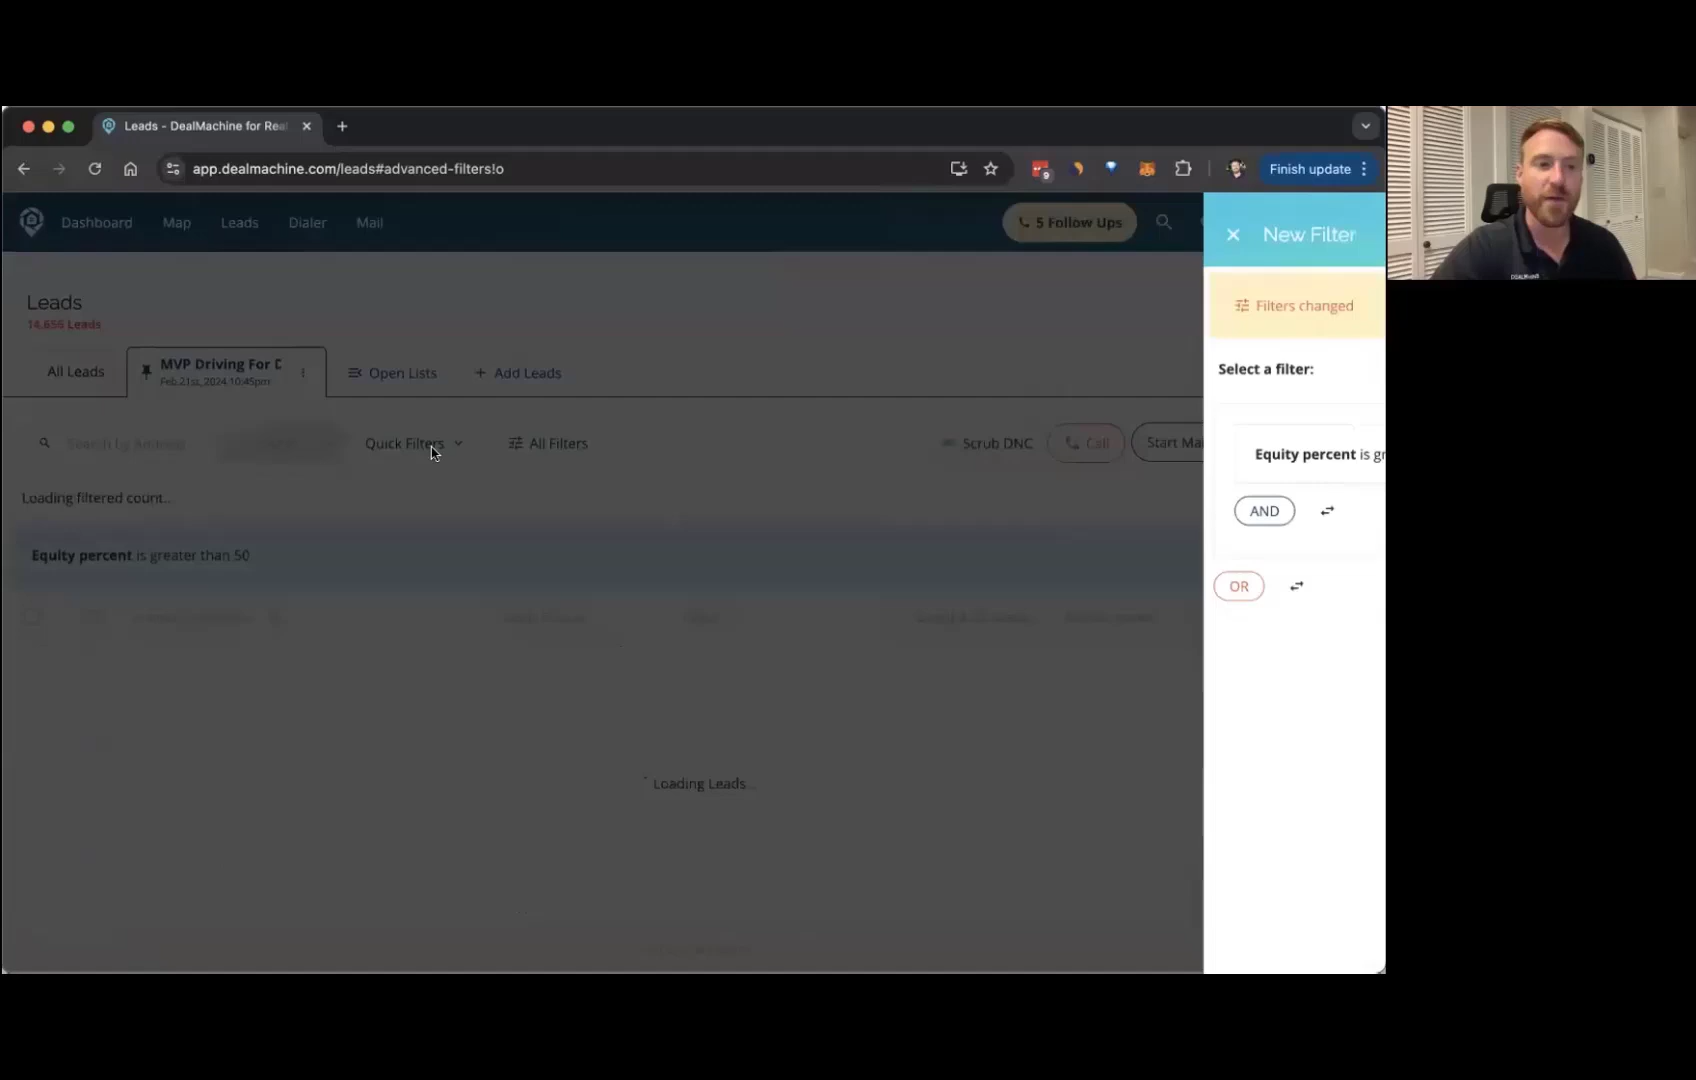 Leads - DealMachine for Rea
app.dealmachine.com/leads#advanced-filters!o
9
Finish update
Dashboard
Map
Leads
Dialer
Mail
5 Follow Ups
New Filter
Leads
14,656 Leads
Filters changed
All Leads
MVP Driving For D
Feb 21st, 2024 10:45pm
Open Lists
+ Add Leads
Select a filter:
Search by Address
Quick Filters
All Filters
Scrub DNC
Call
Start Ma
Equity percent is gr
Loading filtered count...
AND
Equity percent is greater than 50
OR
Loading Leads...